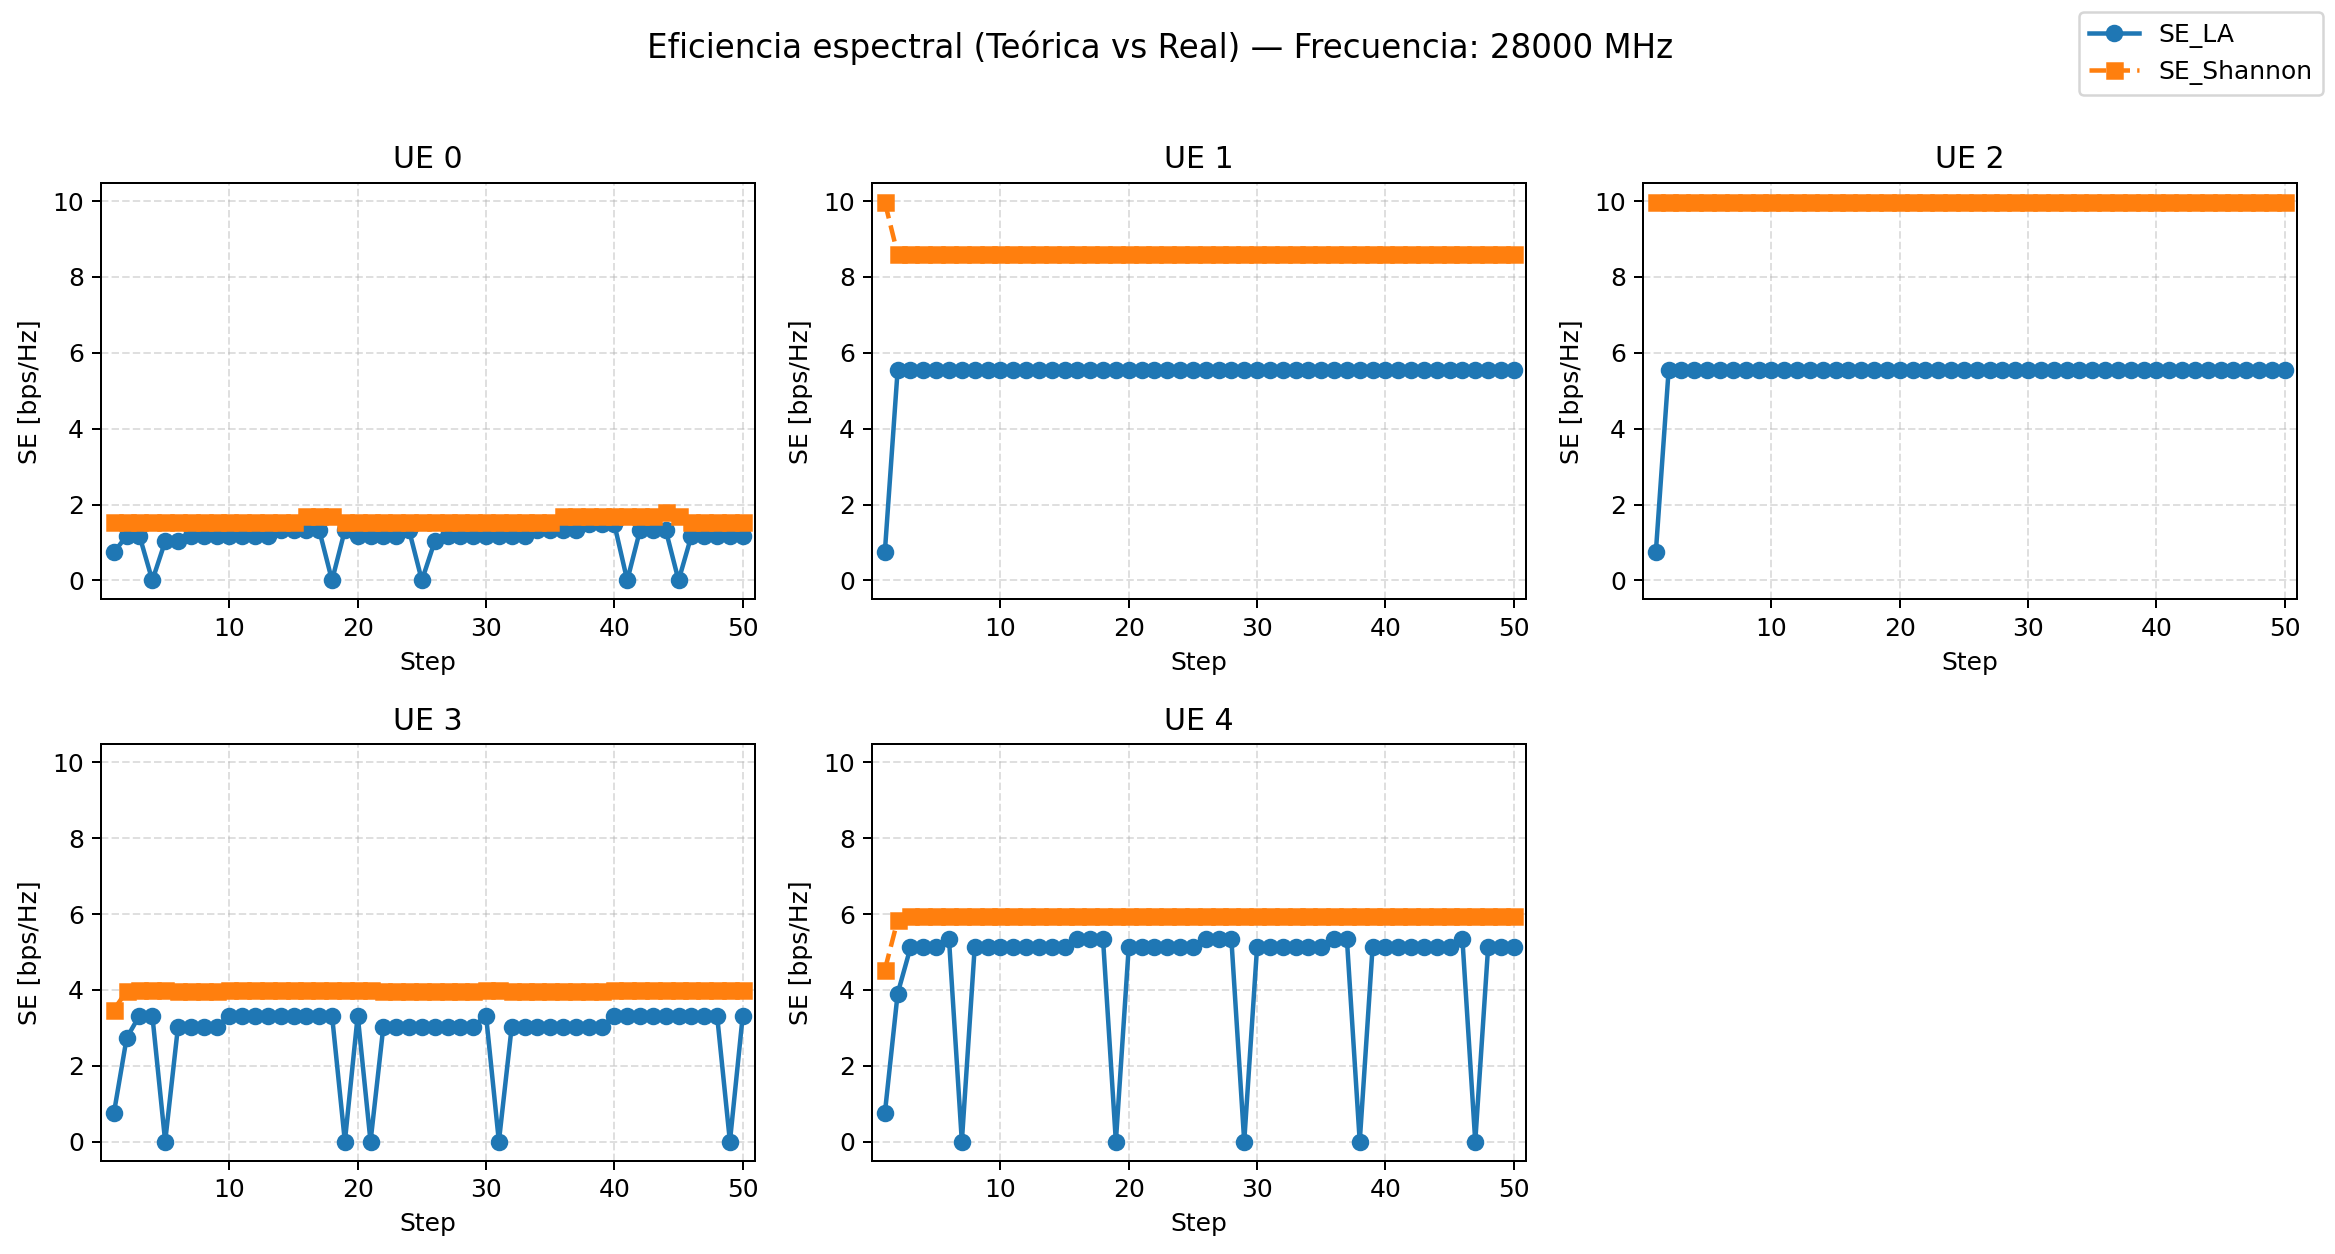 Eficiencia espectral (Teórica vs Real) — Frecuencia: 28000 MHz
SE_LA
SE_Shannon
UE 0
10
8
6
4
2
0
SE [bps/Hz]
10 20 30 40 50
Step
UE 1
10
8
6
4
2
0
SE [bps/Hz]
10 20 30 40 50
Step
UE 2
10
8
6
4
2
0
SE [bps/Hz]
10 20 30 40 50
Step
UE 3
10
8
6
4
2
0
SE [bps/Hz]
10 20 30 40 50
Step
UE 4
10
8
6
4
2
0
SE [bps/Hz]
10 20 30 40 50
Step